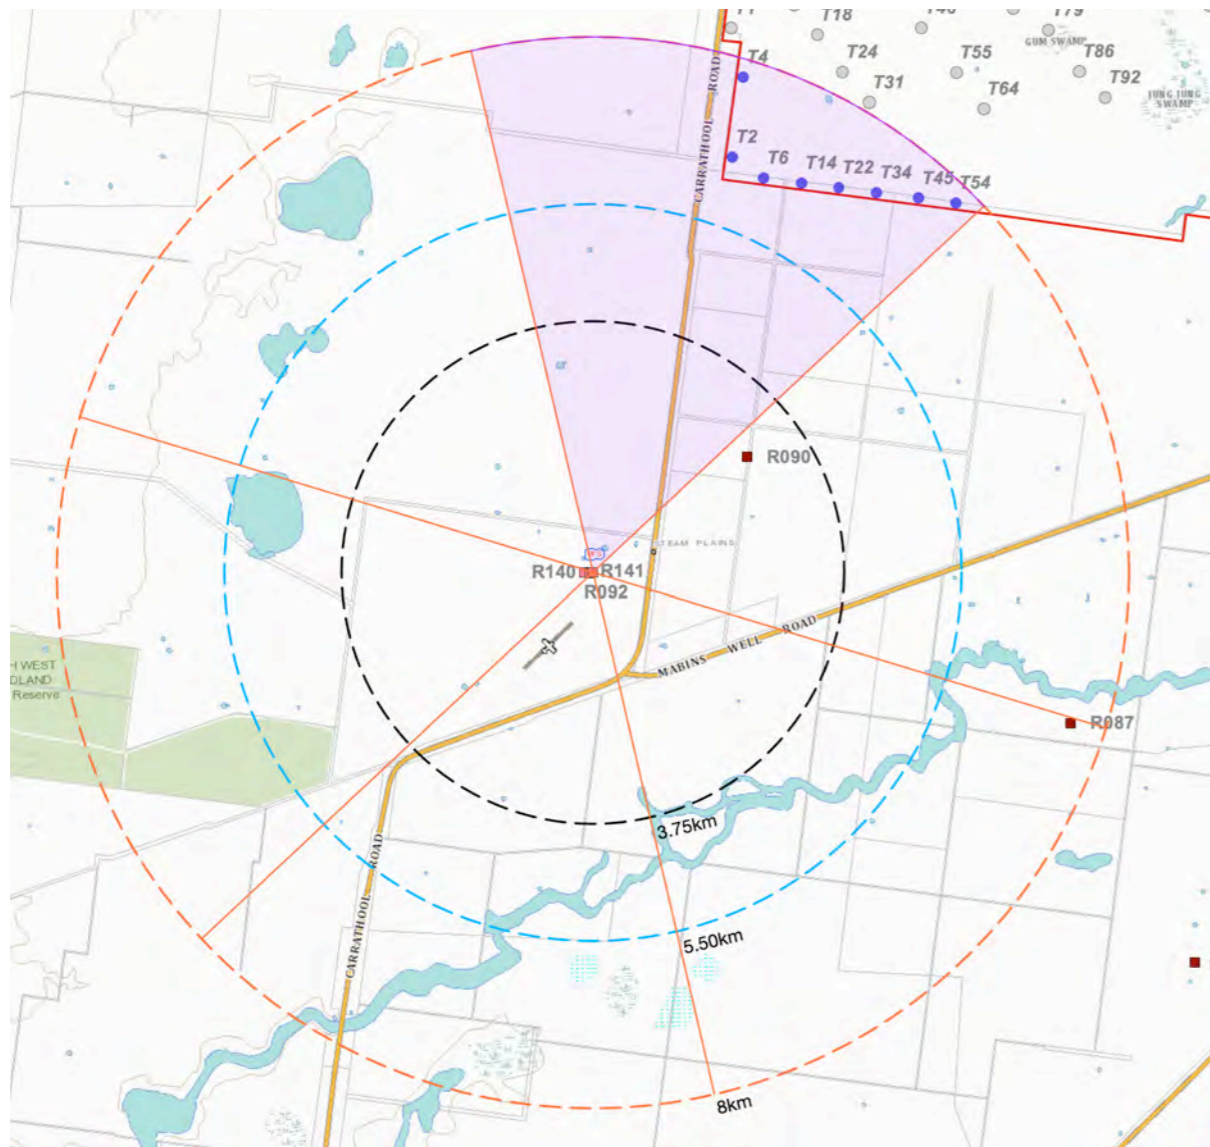 T18
T79
GUM SWAMP
T4
T24
T55
T86
T31
T64
T92
JUNG JUNG
SWAMP
CARRATHOOL ROAD
T2
T6
T14
T22
T34
T45
T54
R090
STEAM PLAINS
R140
R141
R092
MABINS WELL ROAD
H WEST
DLAND
Reserve
R087
3.75km
CARRATHOOL ROAD
5.50km
8km